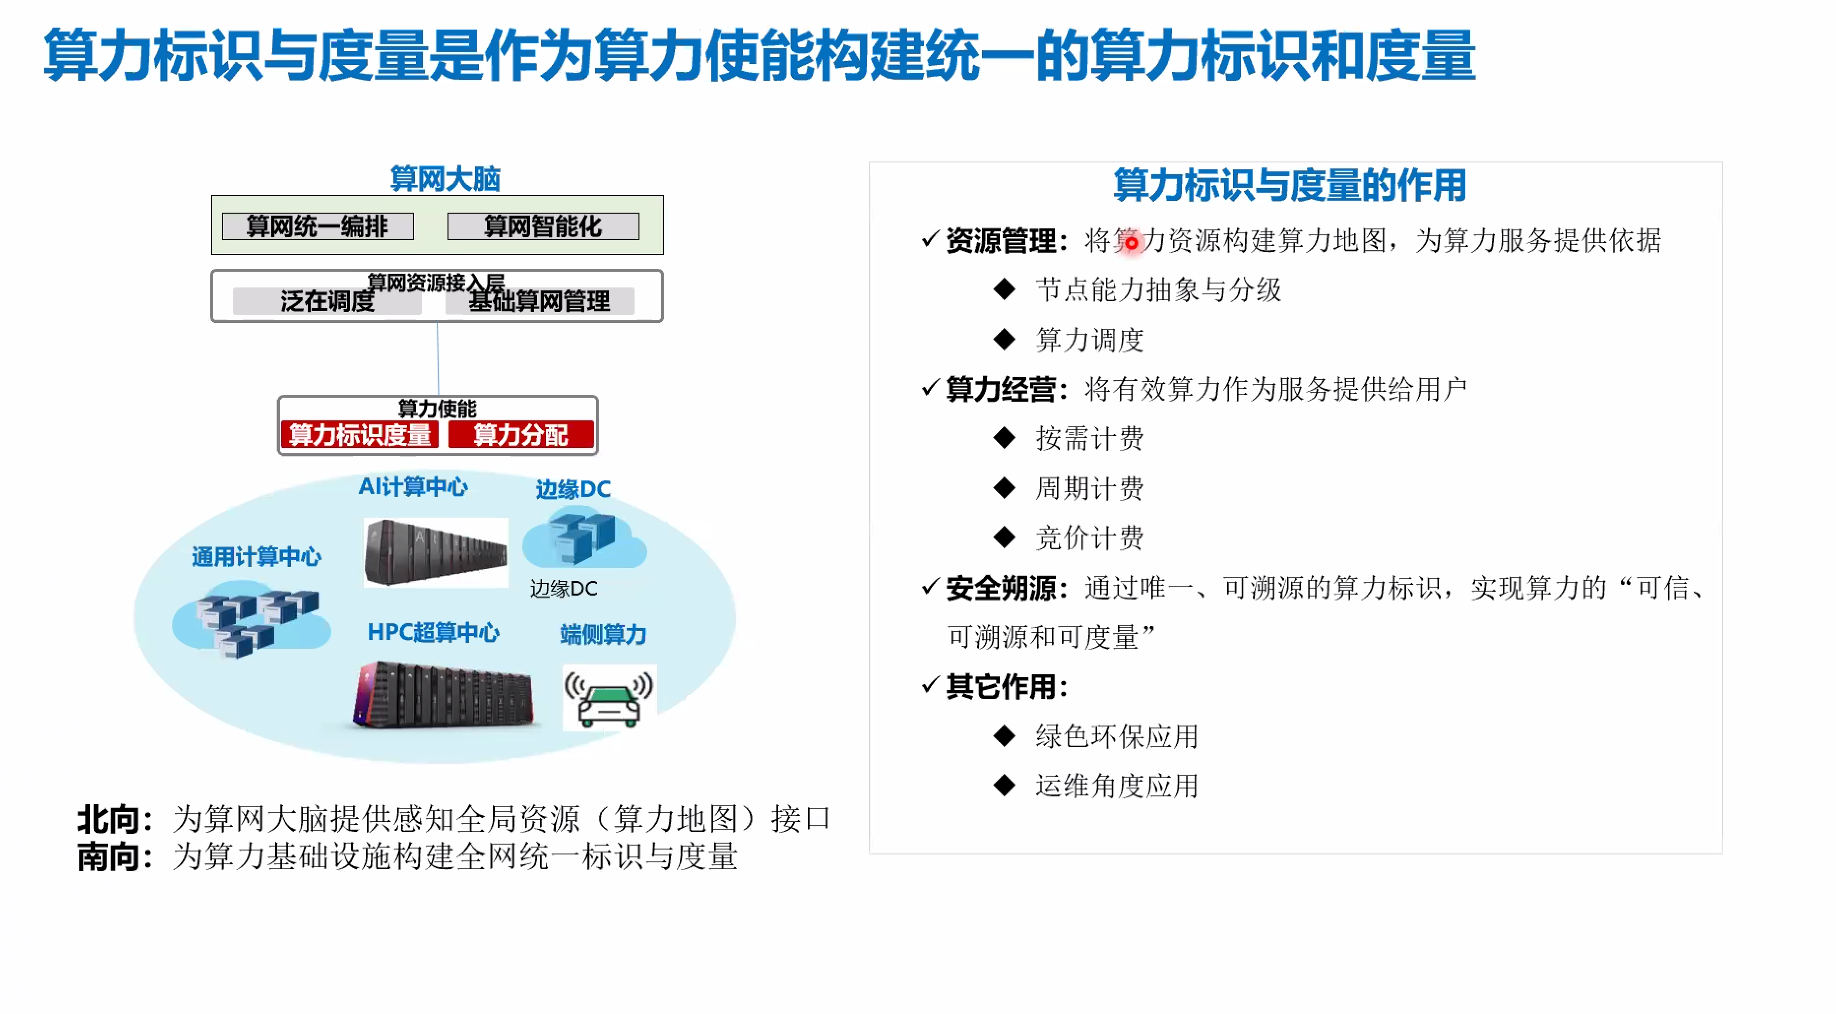 算力标识与度量是作为算力使能构建统一的算力标识和度量
算网大脑
算网统一编排
算网智能化
算网资源接入层
泛在调度
基础算网管理
算力使能
算力标识度量
算力分配
AI计算中心
边缘DC
通用计算中心
边缘DC
HPC超算中心
端侧算力
北向：为算网大脑提供感知全局资源（算力地图）接口
南向：为算力基础设施构建全网统一标识与度量
算力标识与度量的作用
✓资源管理：将算力资源构建算力地图，为算力服务提供依据
◆ 节点能力抽象与分级
◆ 算力调度
✓算力经营：将有效算力作为服务提供给用户
◆ 按需计费
◆ 周期计费
◆ 竞价计费
✓安全朔源：通过唯一、可溯源的算力标识，实现算力的“可信、
可溯源和可度量”
✓其它作用：
◆ 绿色环保应用
◆ 运维角度应用